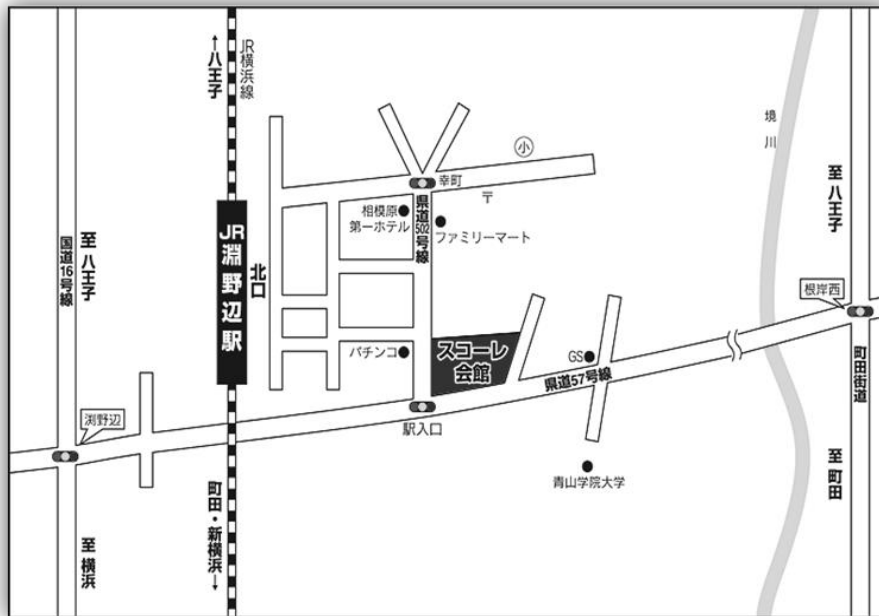 ←八王子
JR横浜線
境川
小
幸町
〒
相模原
第一ホテル
県道502号線
ファミリーマート
至 八王子
国道16号線
至 八王子
JR淵野辺駅
北口
根岸西
パチンコ
スコーレ
会館
GS
県道57号線
町田街道
淵野辺
駅入口
青山学院大学
至 町田
町田・新横浜→
至 横浜